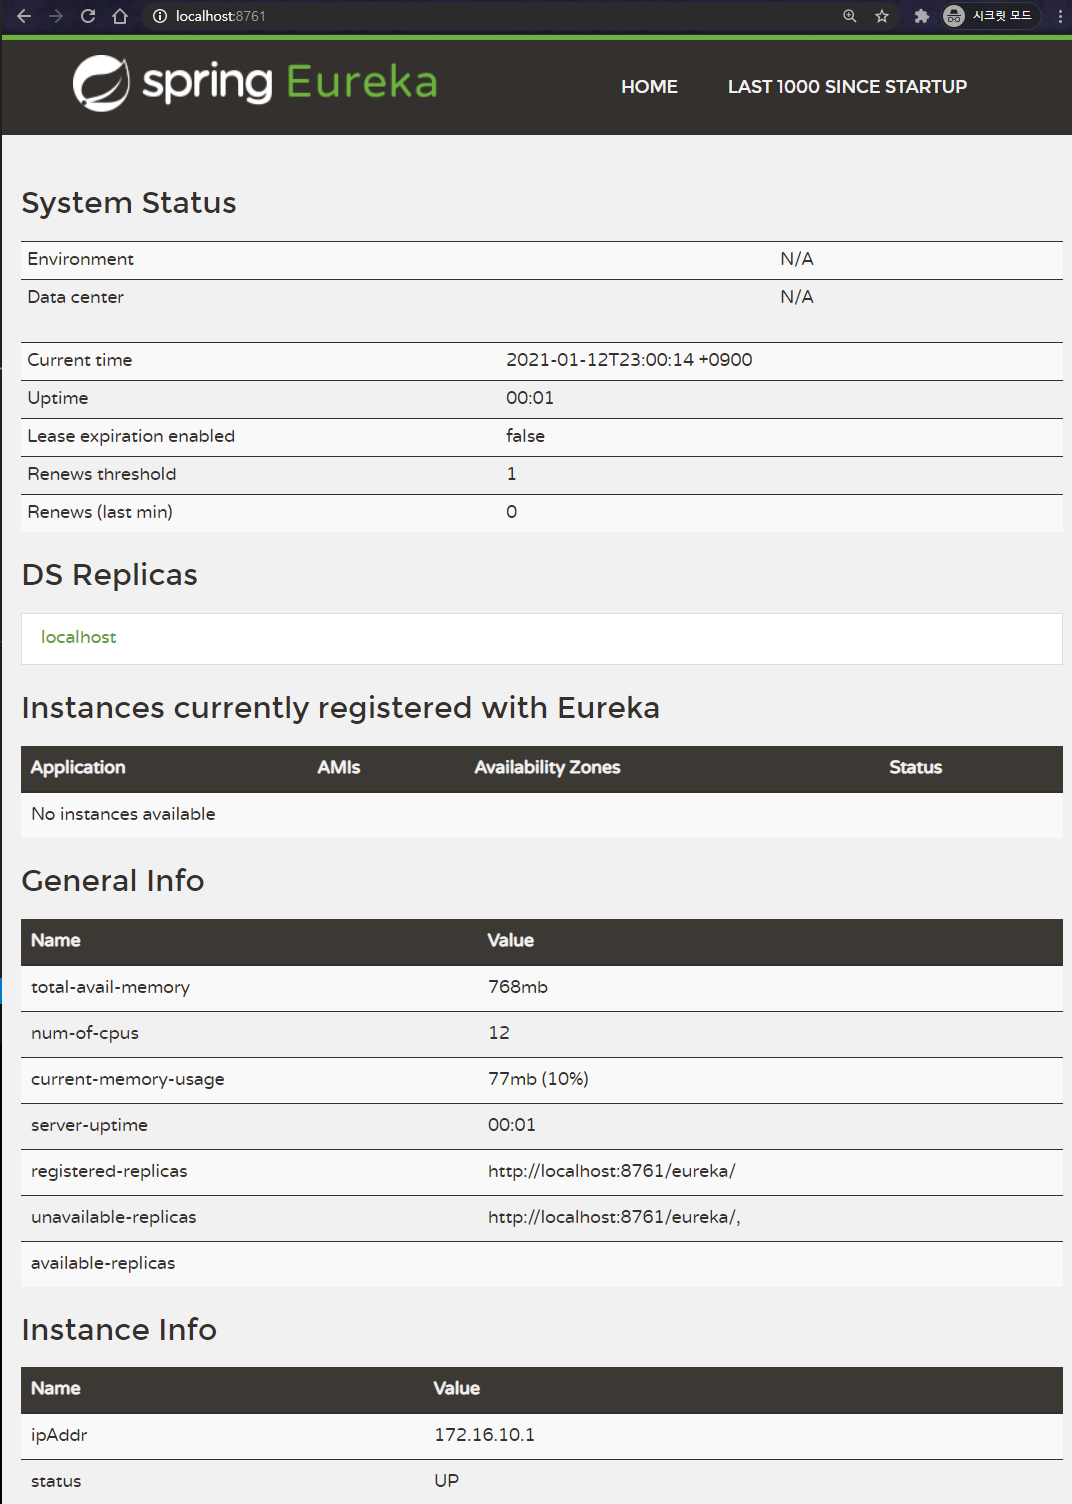 localhost:8761
시크릿 모드
spring Eureka
HOME LAST 1000 SINCE STARTUP
System Status
Environment N/A
Data center N/A
Current time 2021-01-12T23:00:14 +0900
Uptime 00:01
Lease expiration enabled false
Renews threshold 1
Renews (last min) 0
DS Replicas
localhost
Instances currently registered with Eureka
Application AMIs Availability Zones Status
No instances available
General Info
Name Value
total-avail-memory 768mb
num-of-cpus 12
current-memory-usage 77mb (10%)
server-uptime 00:01
registered-replicas http://localhost:8761/eureka/
unavailable-replicas http://localhost:8761/eureka/,
available-replicas
Instance Info
Name Value
ipAddr 172.16.10.1
status UP